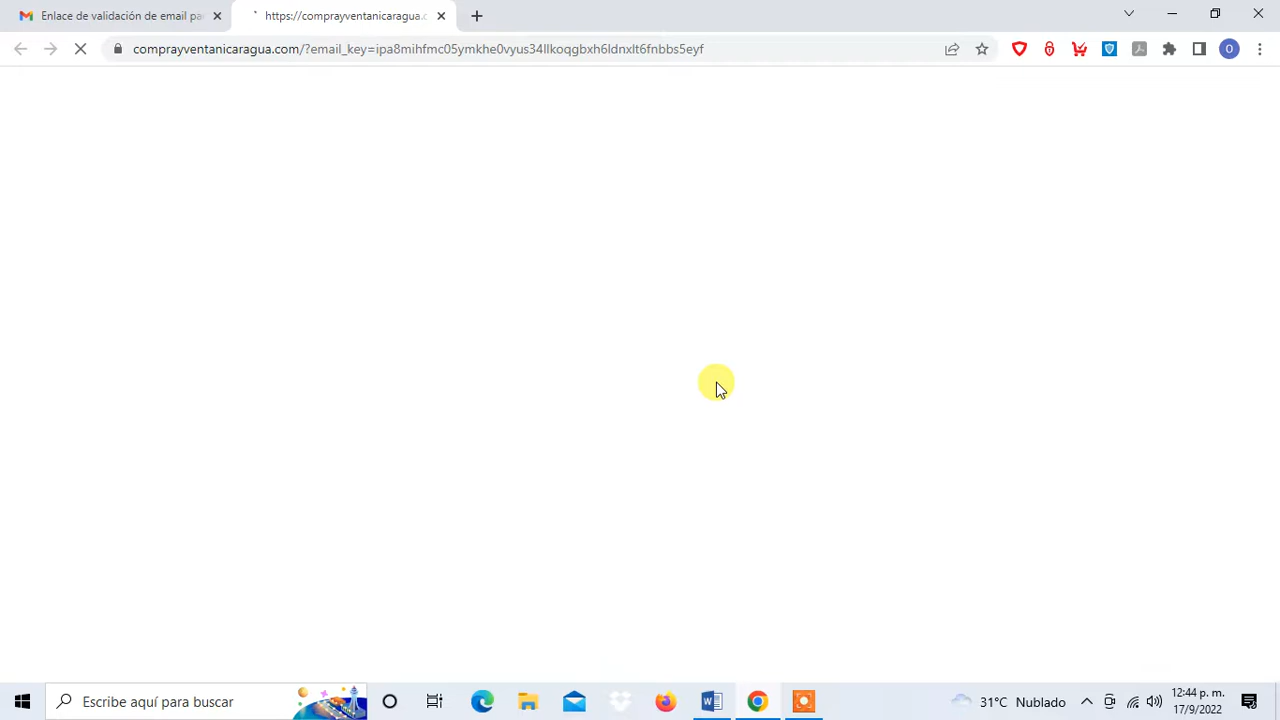 Enlace de validación de email pa
https://comprayventanicaragua.c
comprayventanicaragua.com/?email_key=ipa8mihfmc05ymkhe0vyus34llkoqgbxh6ldnxlt6fnbbs5eyf
O
Escribe aquí para buscar
31°C Nublado
12:44 p. m.
17/9/2022